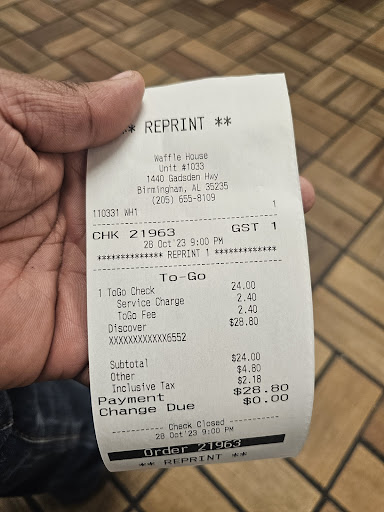 ** REPRINT **
Waffle House
Unit #1033
1440 Gadsden Hwy
Birmingham, AL 35235
(205) 655-8109
110331 WH1 1
CHK 21963 GST 1
28 Oct'23 9:00 PM
************** REPRINT 1 *************
To-Go
1 ToGo Check 24.00
Service Charge 2.40
ToGo Fee 2.40
Discover $28.80
XXXXXXXXXXXX6552
Subtotal $24.00
Other $4.80
Inclusive Tax $2.18
Payment $28.80
Change Due $0.00
----------- Check Closed -----------
28 Oct'23 9:00 PM
Order 21963
** REPRINT **